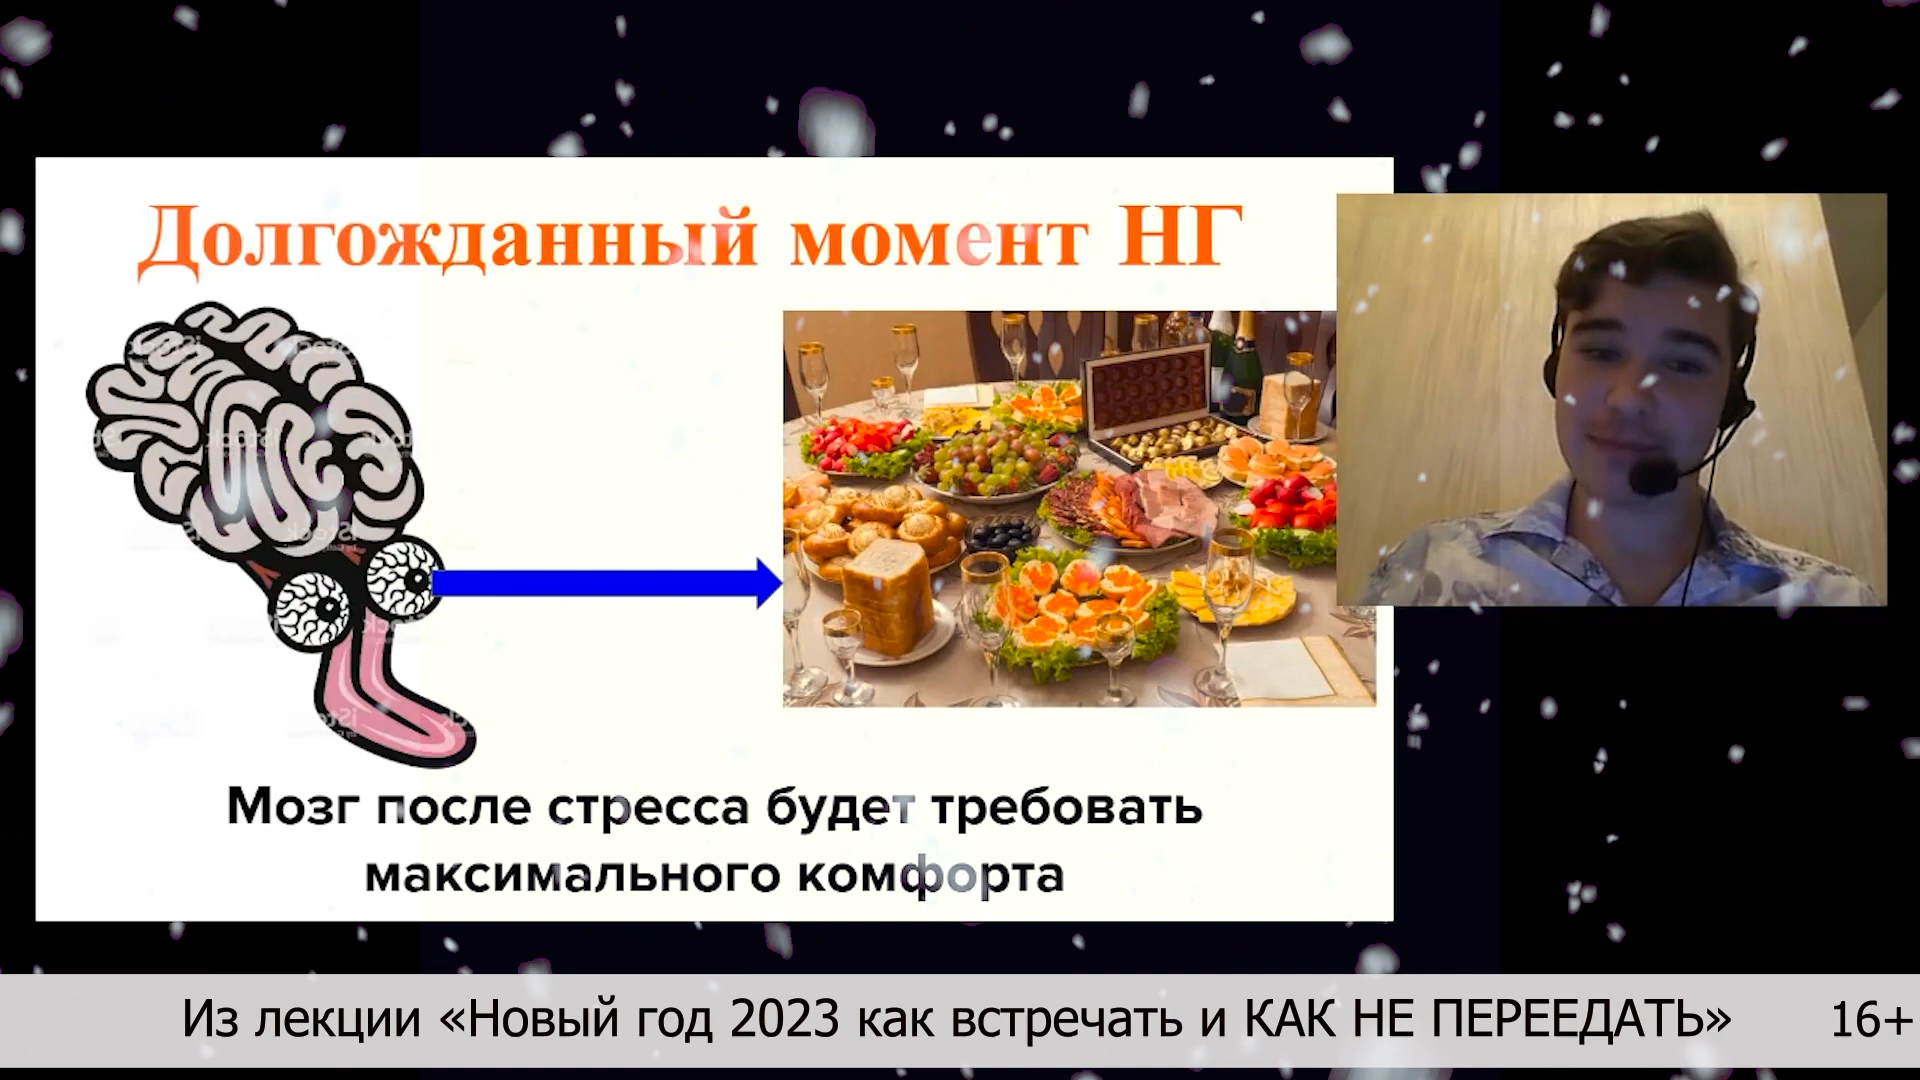 Долгожданный момент НГ
Мозг после стресса будет требовать
максимального комфорта
Из лекции «Новый год 2023 как встречать и КАК НЕ ПЕРЕЕДАТЬ» 16+